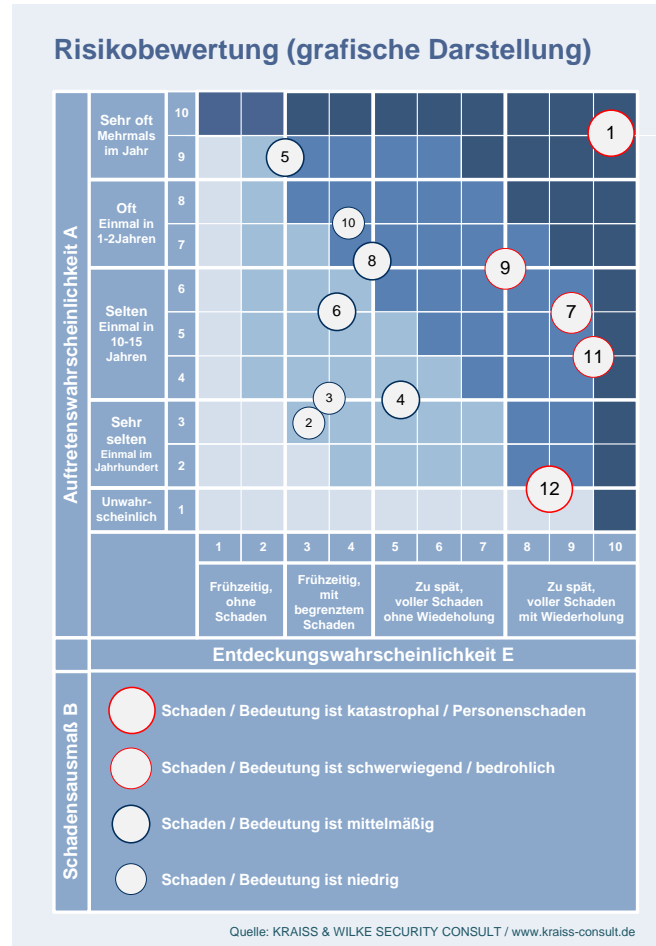 Risikobewertung (grafische Darstellung)
Auftretenswahrscheinlichkeit A
Sehr oft
Mehrmals
im Jahr
10
9
1
5
Oft
Einmal in
1-2Jahren
8
7
10
8
9
Selten
Einmal in
10-15
Jahren
6
5
4
6
7
11
Sehr
selten
Einmal im
Jahrhundert
3
2
3
2
4
12
Unwahr-
scheinlich
1
1 2 3 4 5 6 7 8 9 10
Frühzeitig,
ohne
Schaden
Frühzeitig,
mit
begrenztem
Schaden
Zu spät,
voller Schaden
ohne Wiedeholung
Zu spät,
voller Schaden
mit Wiederholung
Entdeckungswahrscheinlichkeit E
Schadensausmaß B
Schaden / Bedeutung ist katastrophal / Personenschaden
Schaden / Bedeutung ist schwerwiegend / bedrohlich
Schaden / Bedeutung ist mittelmäßig
Schaden / Bedeutung ist niedrig
Quelle: KRAISS & WILKE SECURITY CONSULT / www.kraiss-consult.de